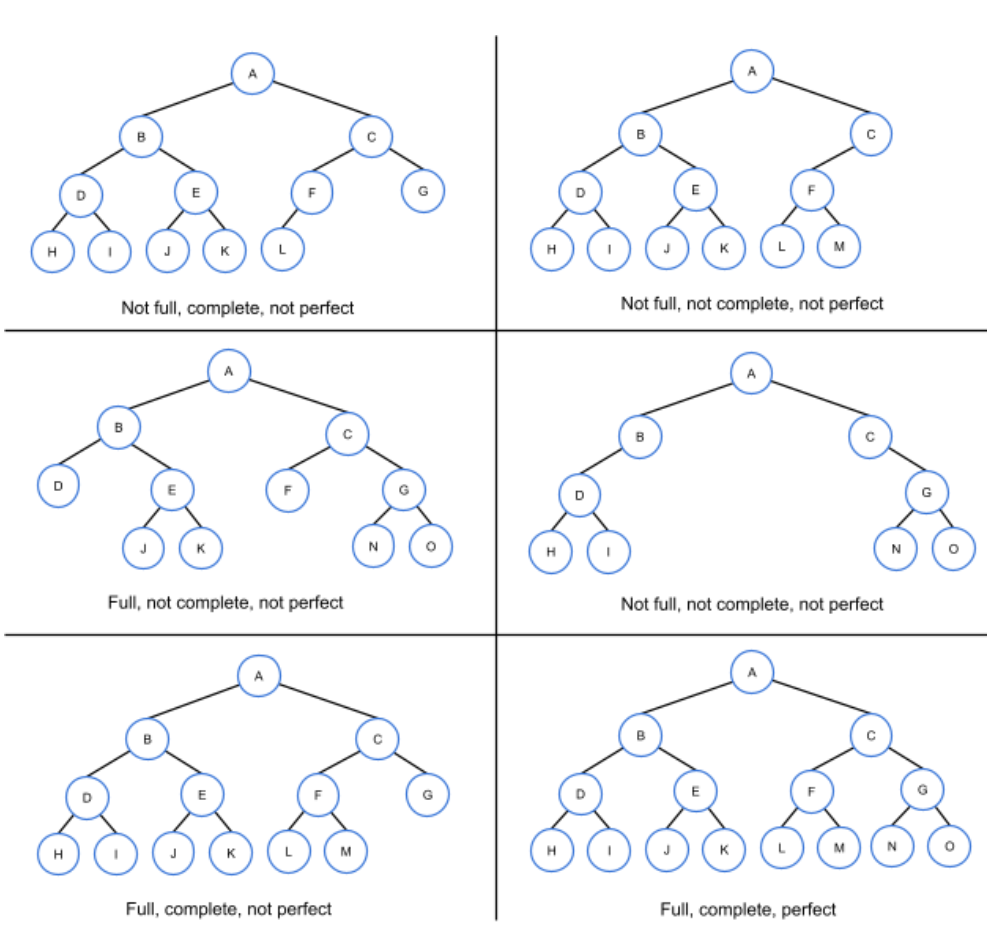 A
B C
D E F G
H I J K L
Not full, complete, not perfect
A
B C
D E F
H I J K L M
Not full, not complete, not perfect
A
B C
D E F G
J K N O
Full, not complete, not perfect
A
B C
D G
H I N O
Not full, not complete, not perfect
A
B C
D E F G
H I J K L M
Full, complete, not perfect
A
B C
D E F G
H I J K L M N O
Full, complete, perfect